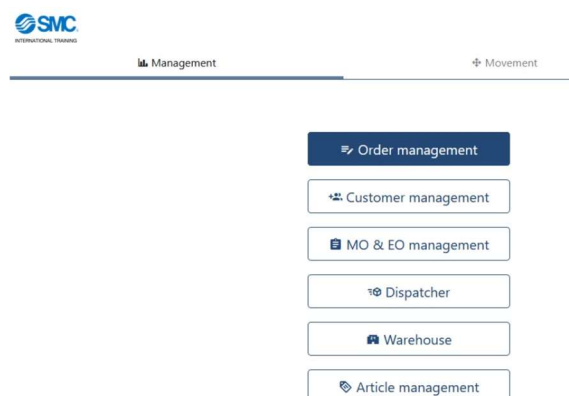 SMC
INTERNATIONAL TRAINING
Management
Movement
Order management
Customer management
MO & EO management
Dispatcher
Warehouse
Article management